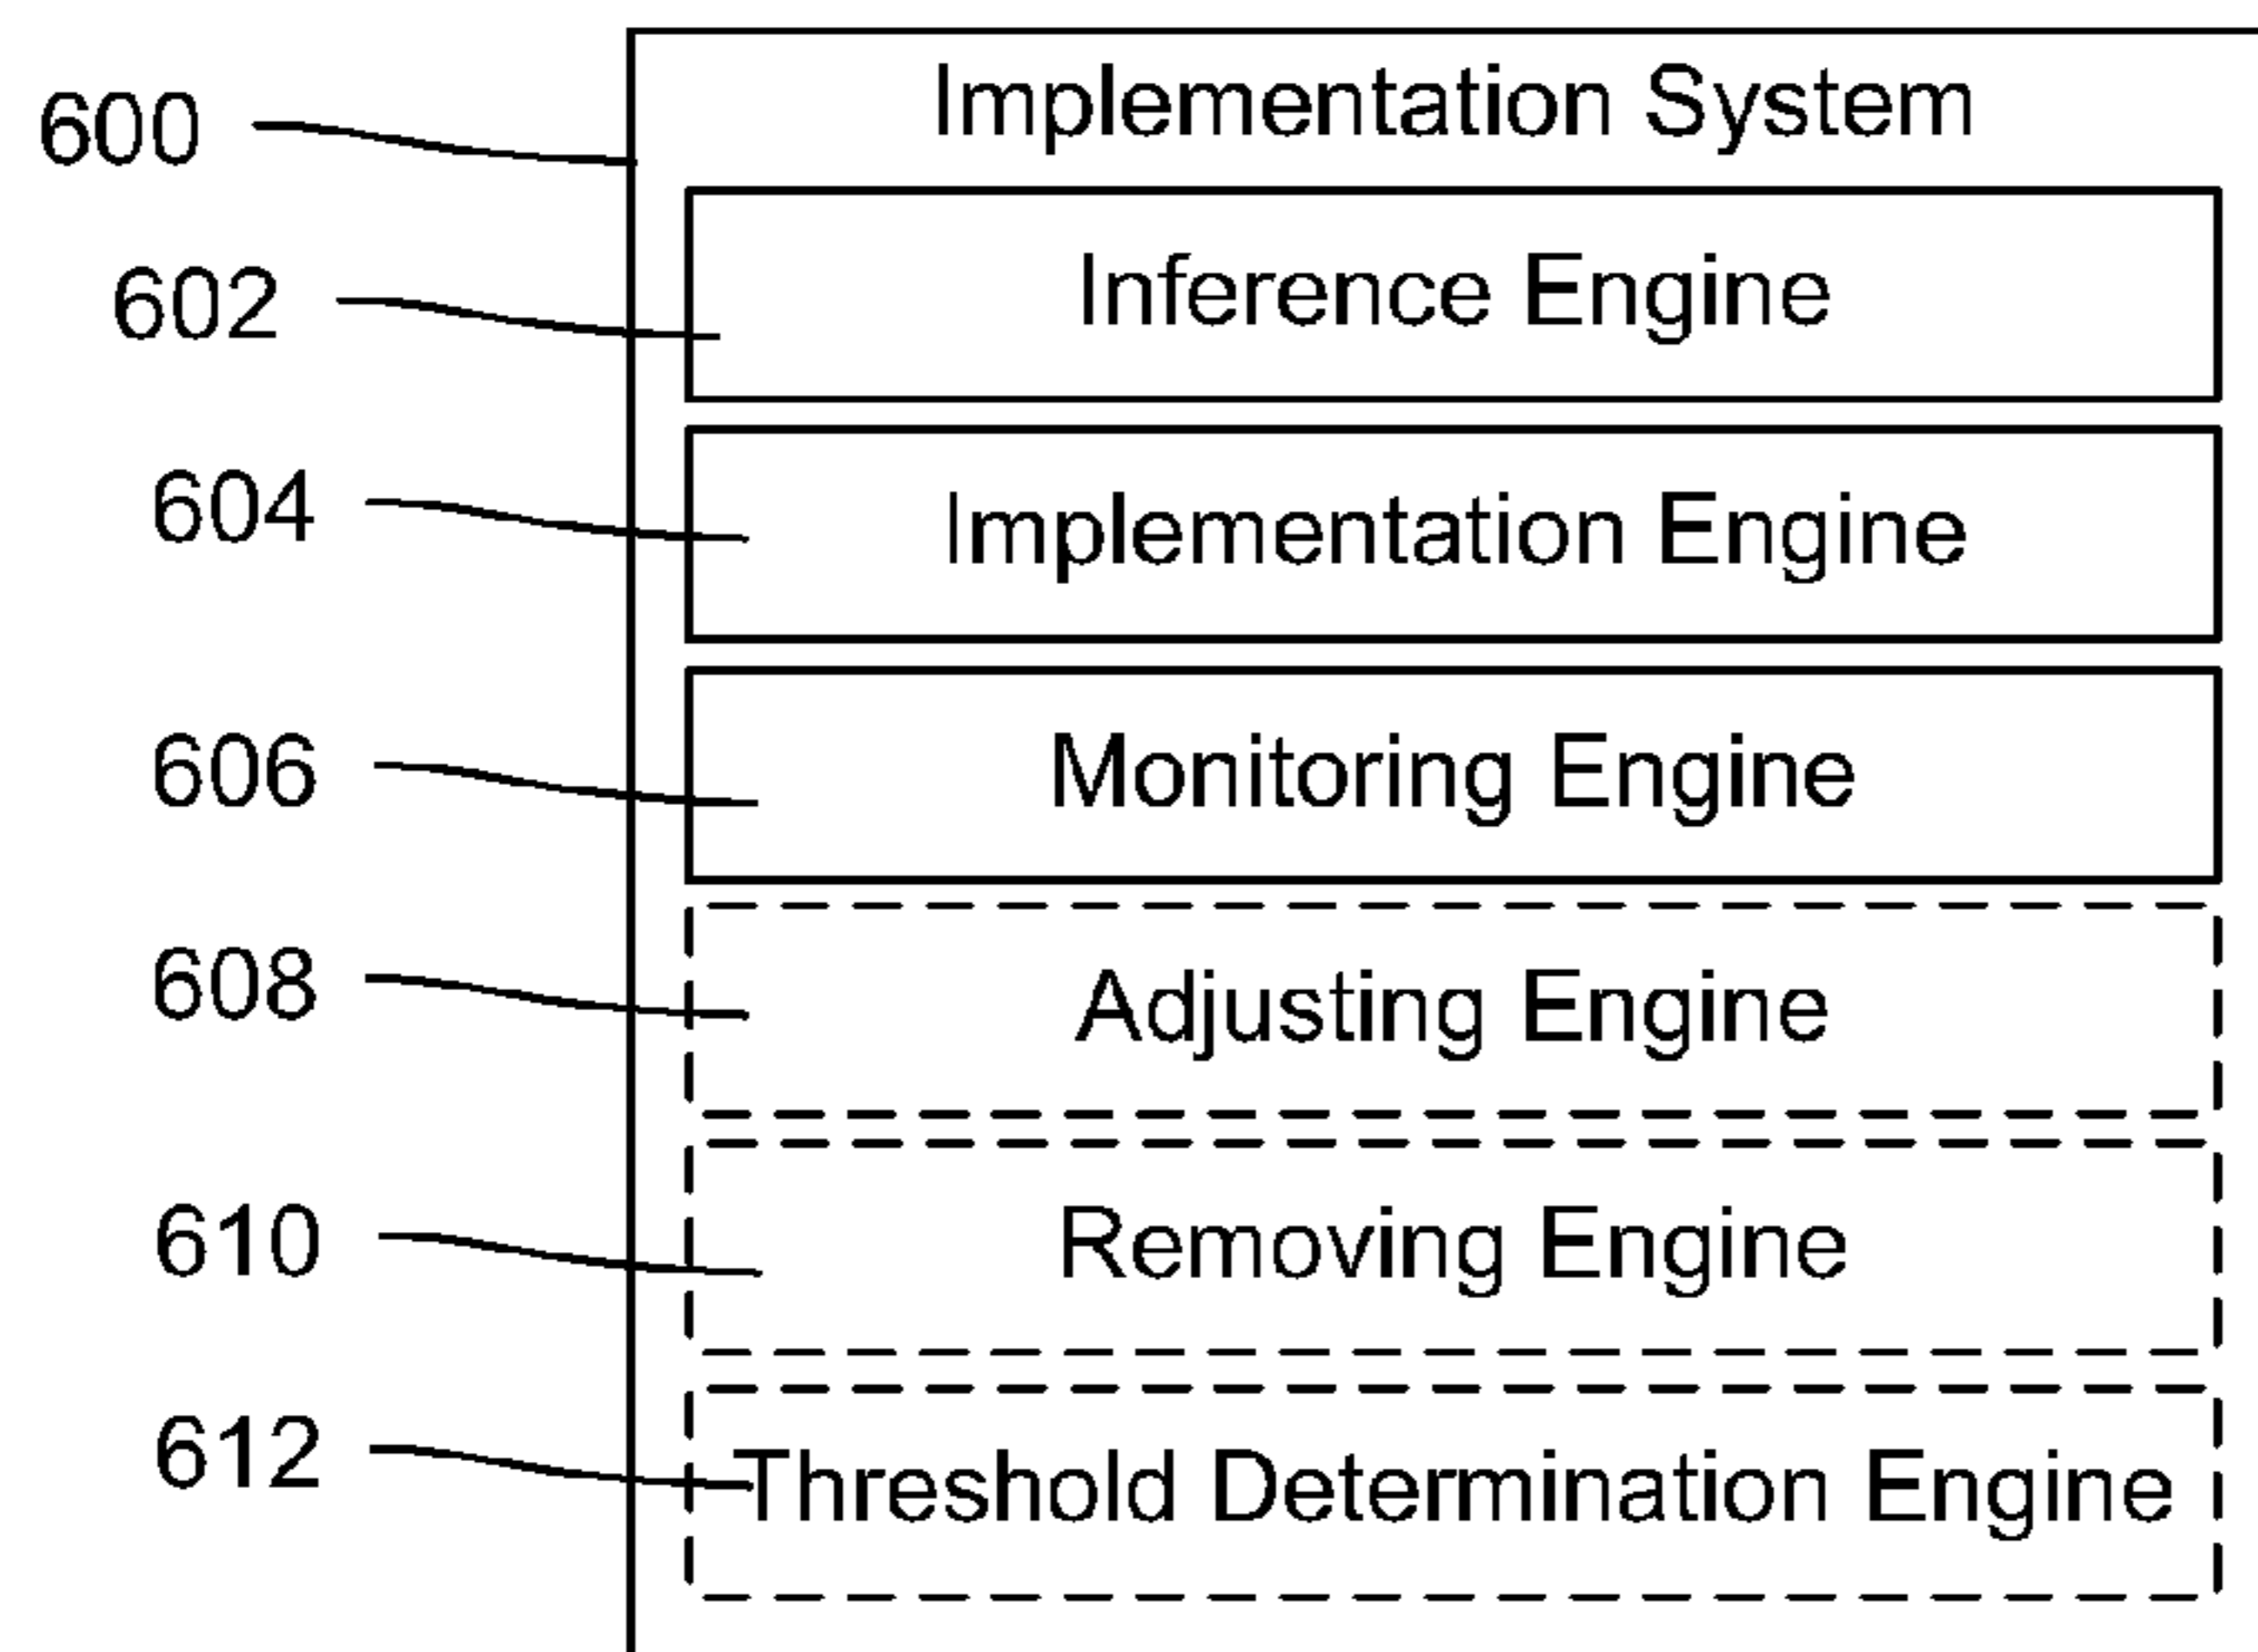 Implementation System
600
Inference Engine
602
Implementation Engine
604
Monitoring Engine
606
Adjusting Engine
608
Removing Engine
610
Threshold Determination Engine
612